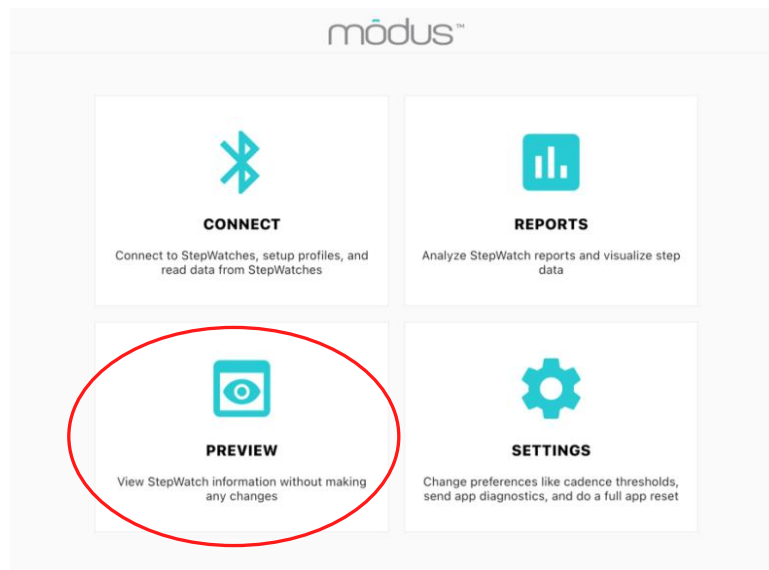 mōdus™
CONNECT
Connect to StepWatches, setup profiles, and
read data from StepWatches
REPORTS
Analyze StepWatch reports and visualize step
data
PREVIEW
View StepWatch information without making
any changes
SETTINGS
Change preferences like cadence thresholds,
send app diagnostics, and do a full app reset